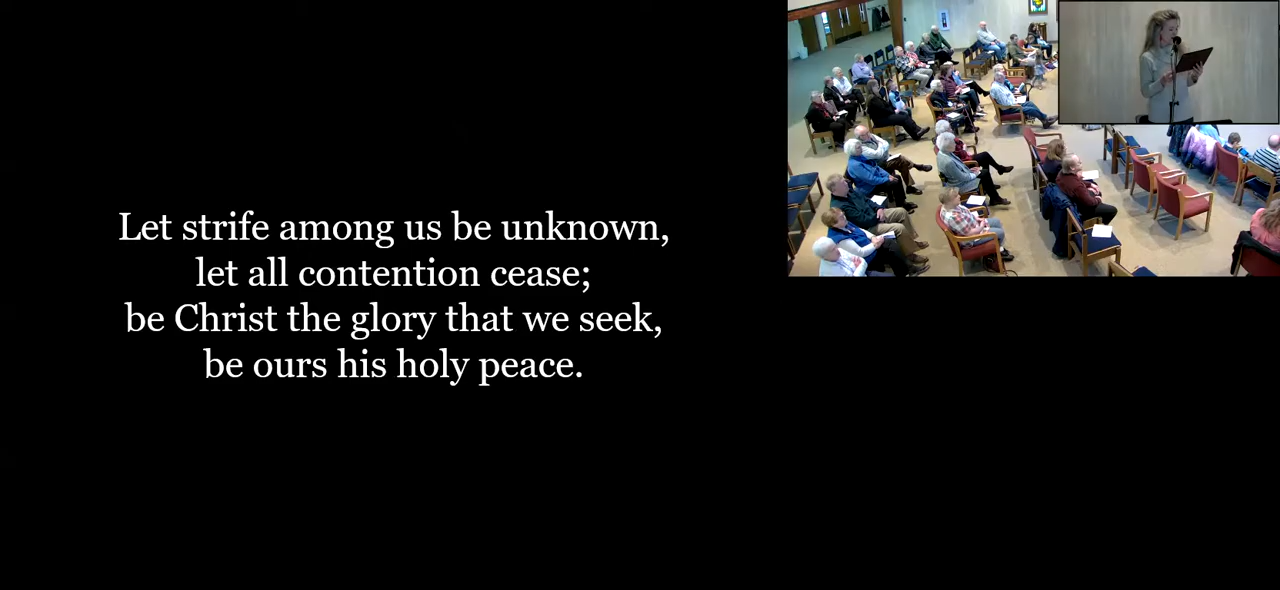 Let strife among us be unknown,
let all contention cease;
be Christ the glory that we seek,
be ours his holy peace.